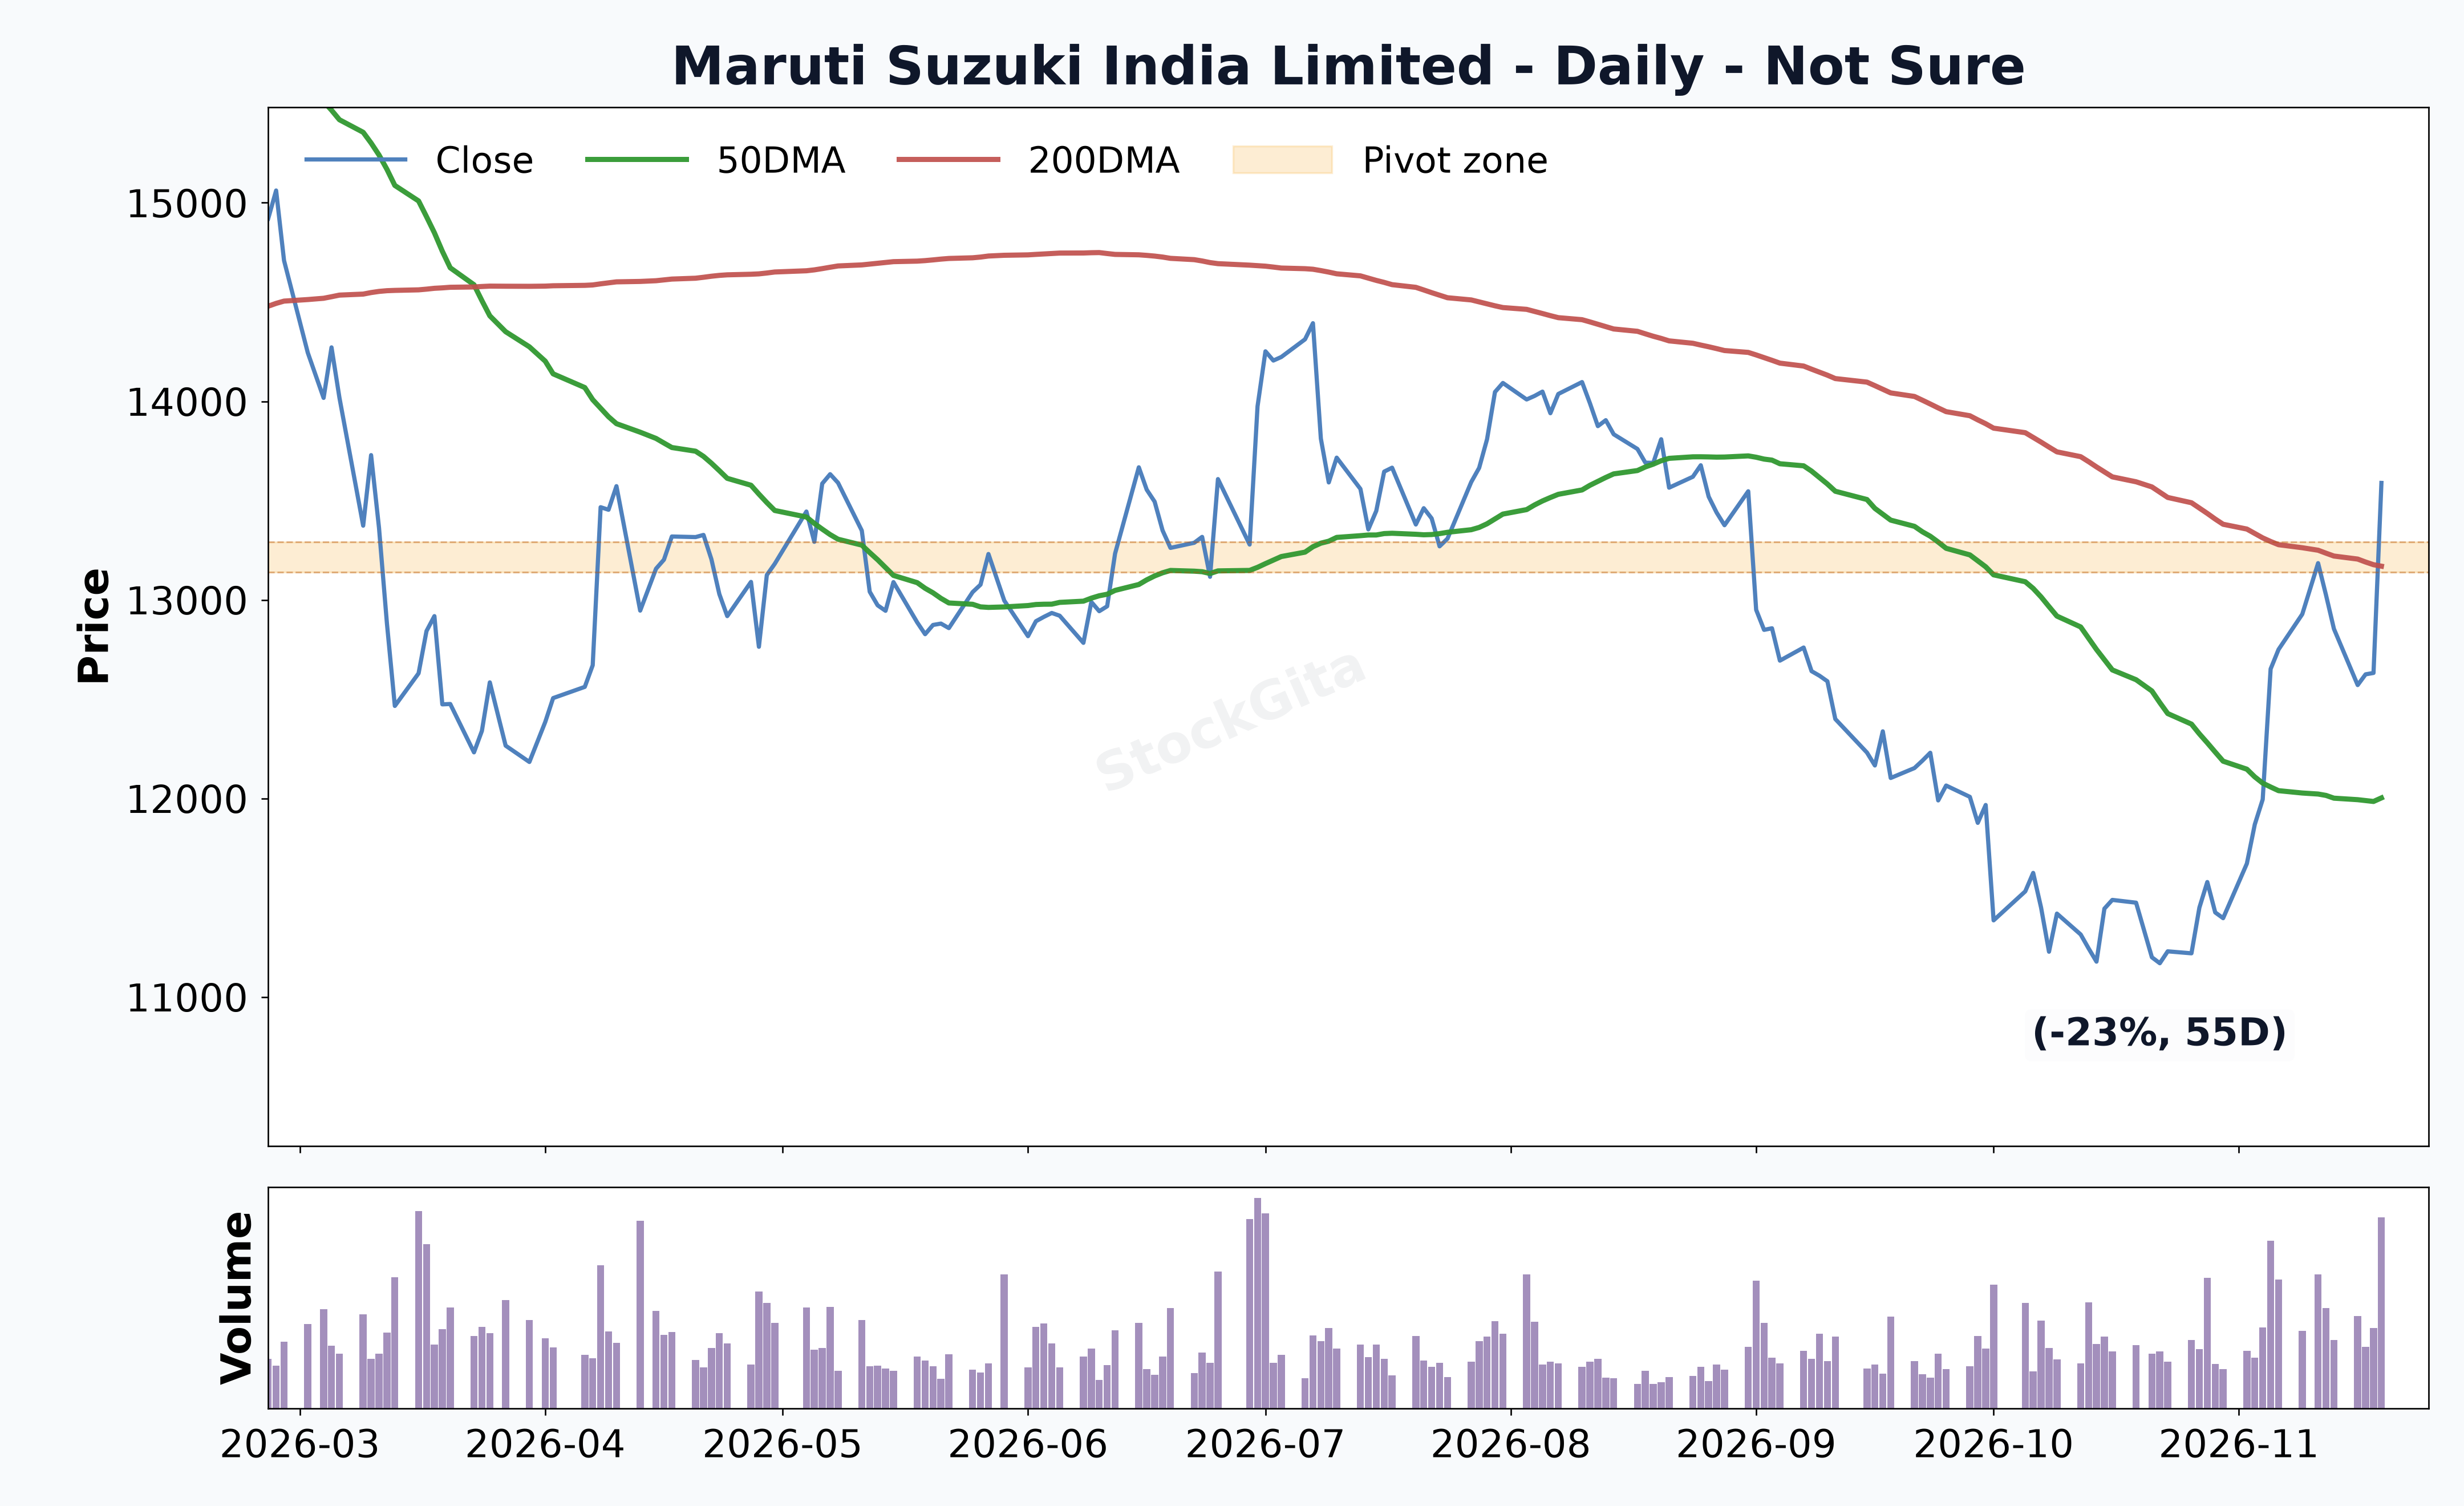 Maruti Suzuki India Limited - Daily - Not Sure
Close 50DMA 200DMA Pivot zone
15000
14000
13000
12000
11000
Price
StockGita
(-23%, 55D)
Volume
2026-03 2026-04 2026-05 2026-06 2026-07 2026-08 2026-09 2026-10 2026-11